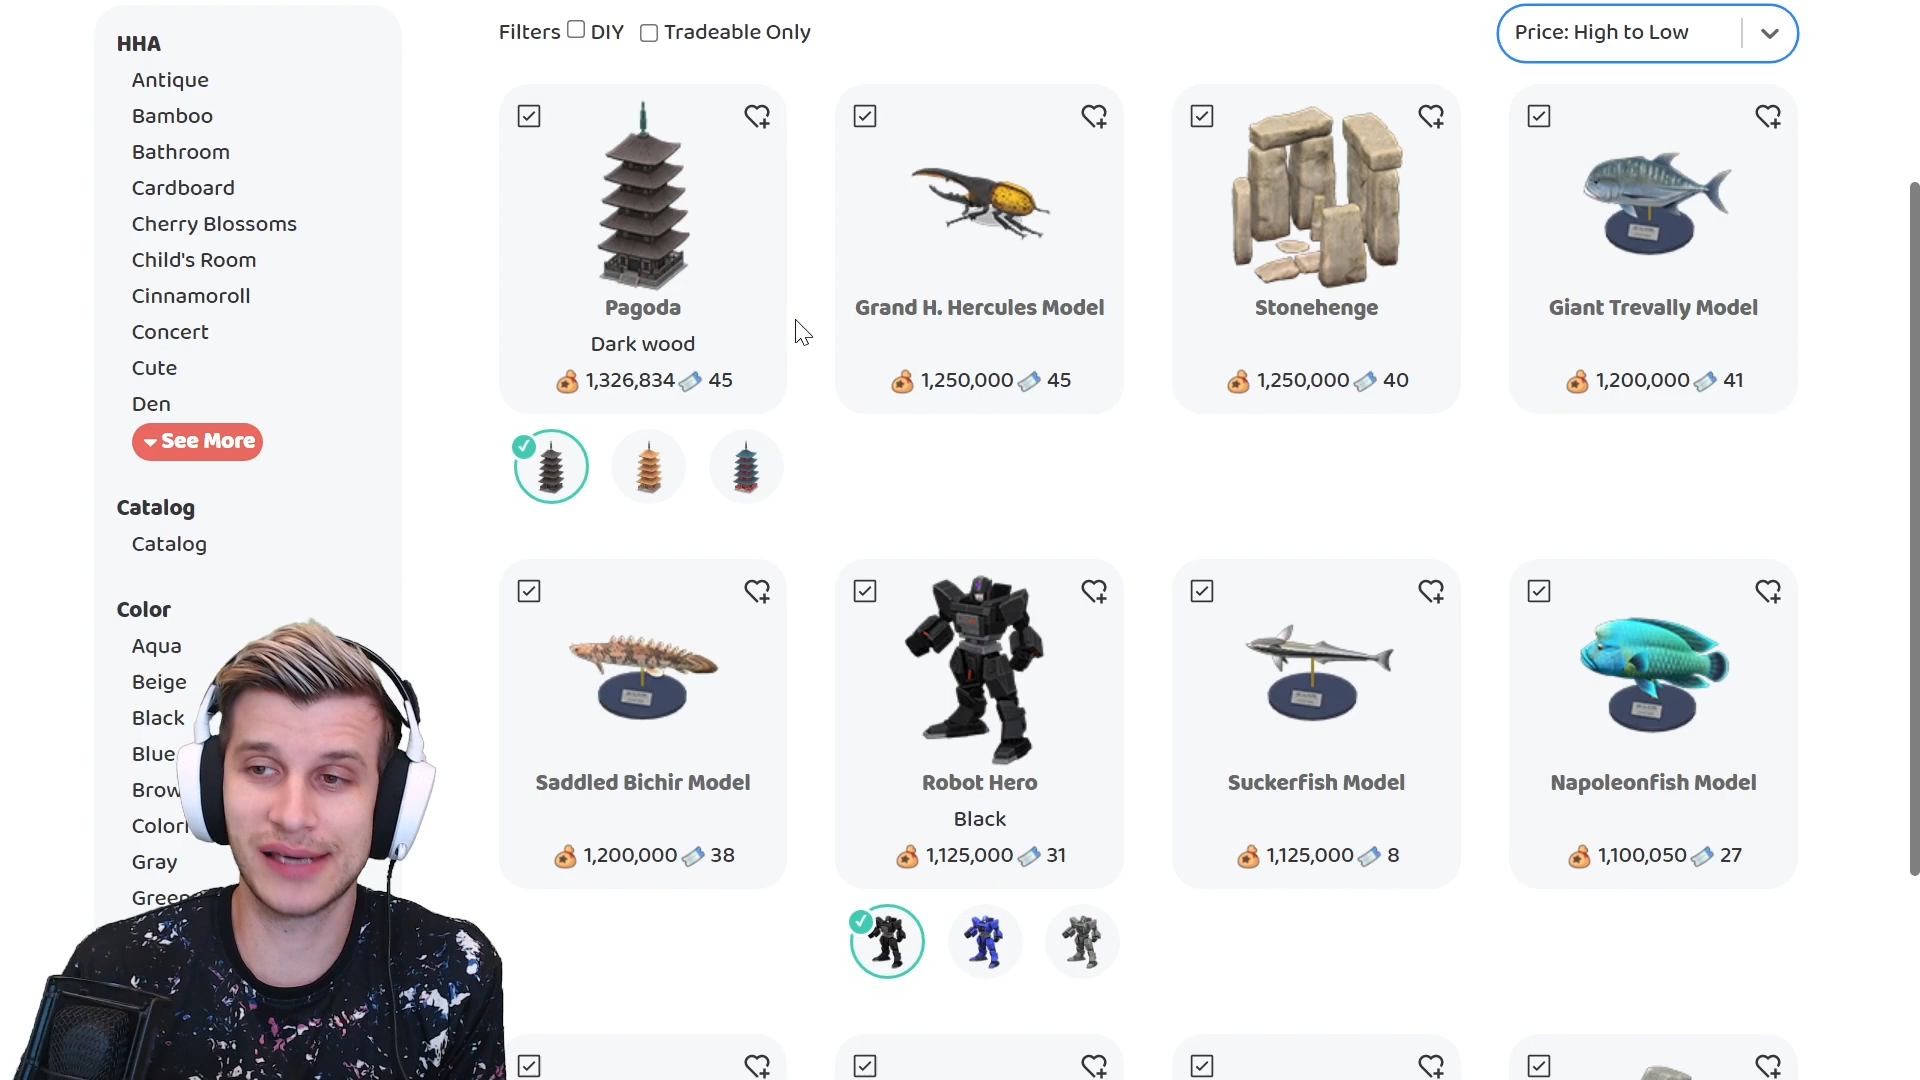 HHA
Antique
Bamboo
Bathroom
Cardboard
Cherry Blossoms
Child's Room
Cinnamoroll
Concert
Cute
Den
See More
Catalog
Catalog
Color
Aqua
Beige
Black
Blue
Brow
Color
Gray
Green
Filters DIY Tradeable Only
Price: High to Low
Pagoda
Dark wood
1,326,834 45
Grand H. Hercules Model
1,250,000 45
Stonehenge
1,250,000 40
Giant Trevally Model
1,200,000 41
Saddled Bichir Model
1,200,000 38
Robot Hero
Black
1,125,000 31
Suckerfish Model
1,125,000 8
Napoleonfish Model
1,100,050 27